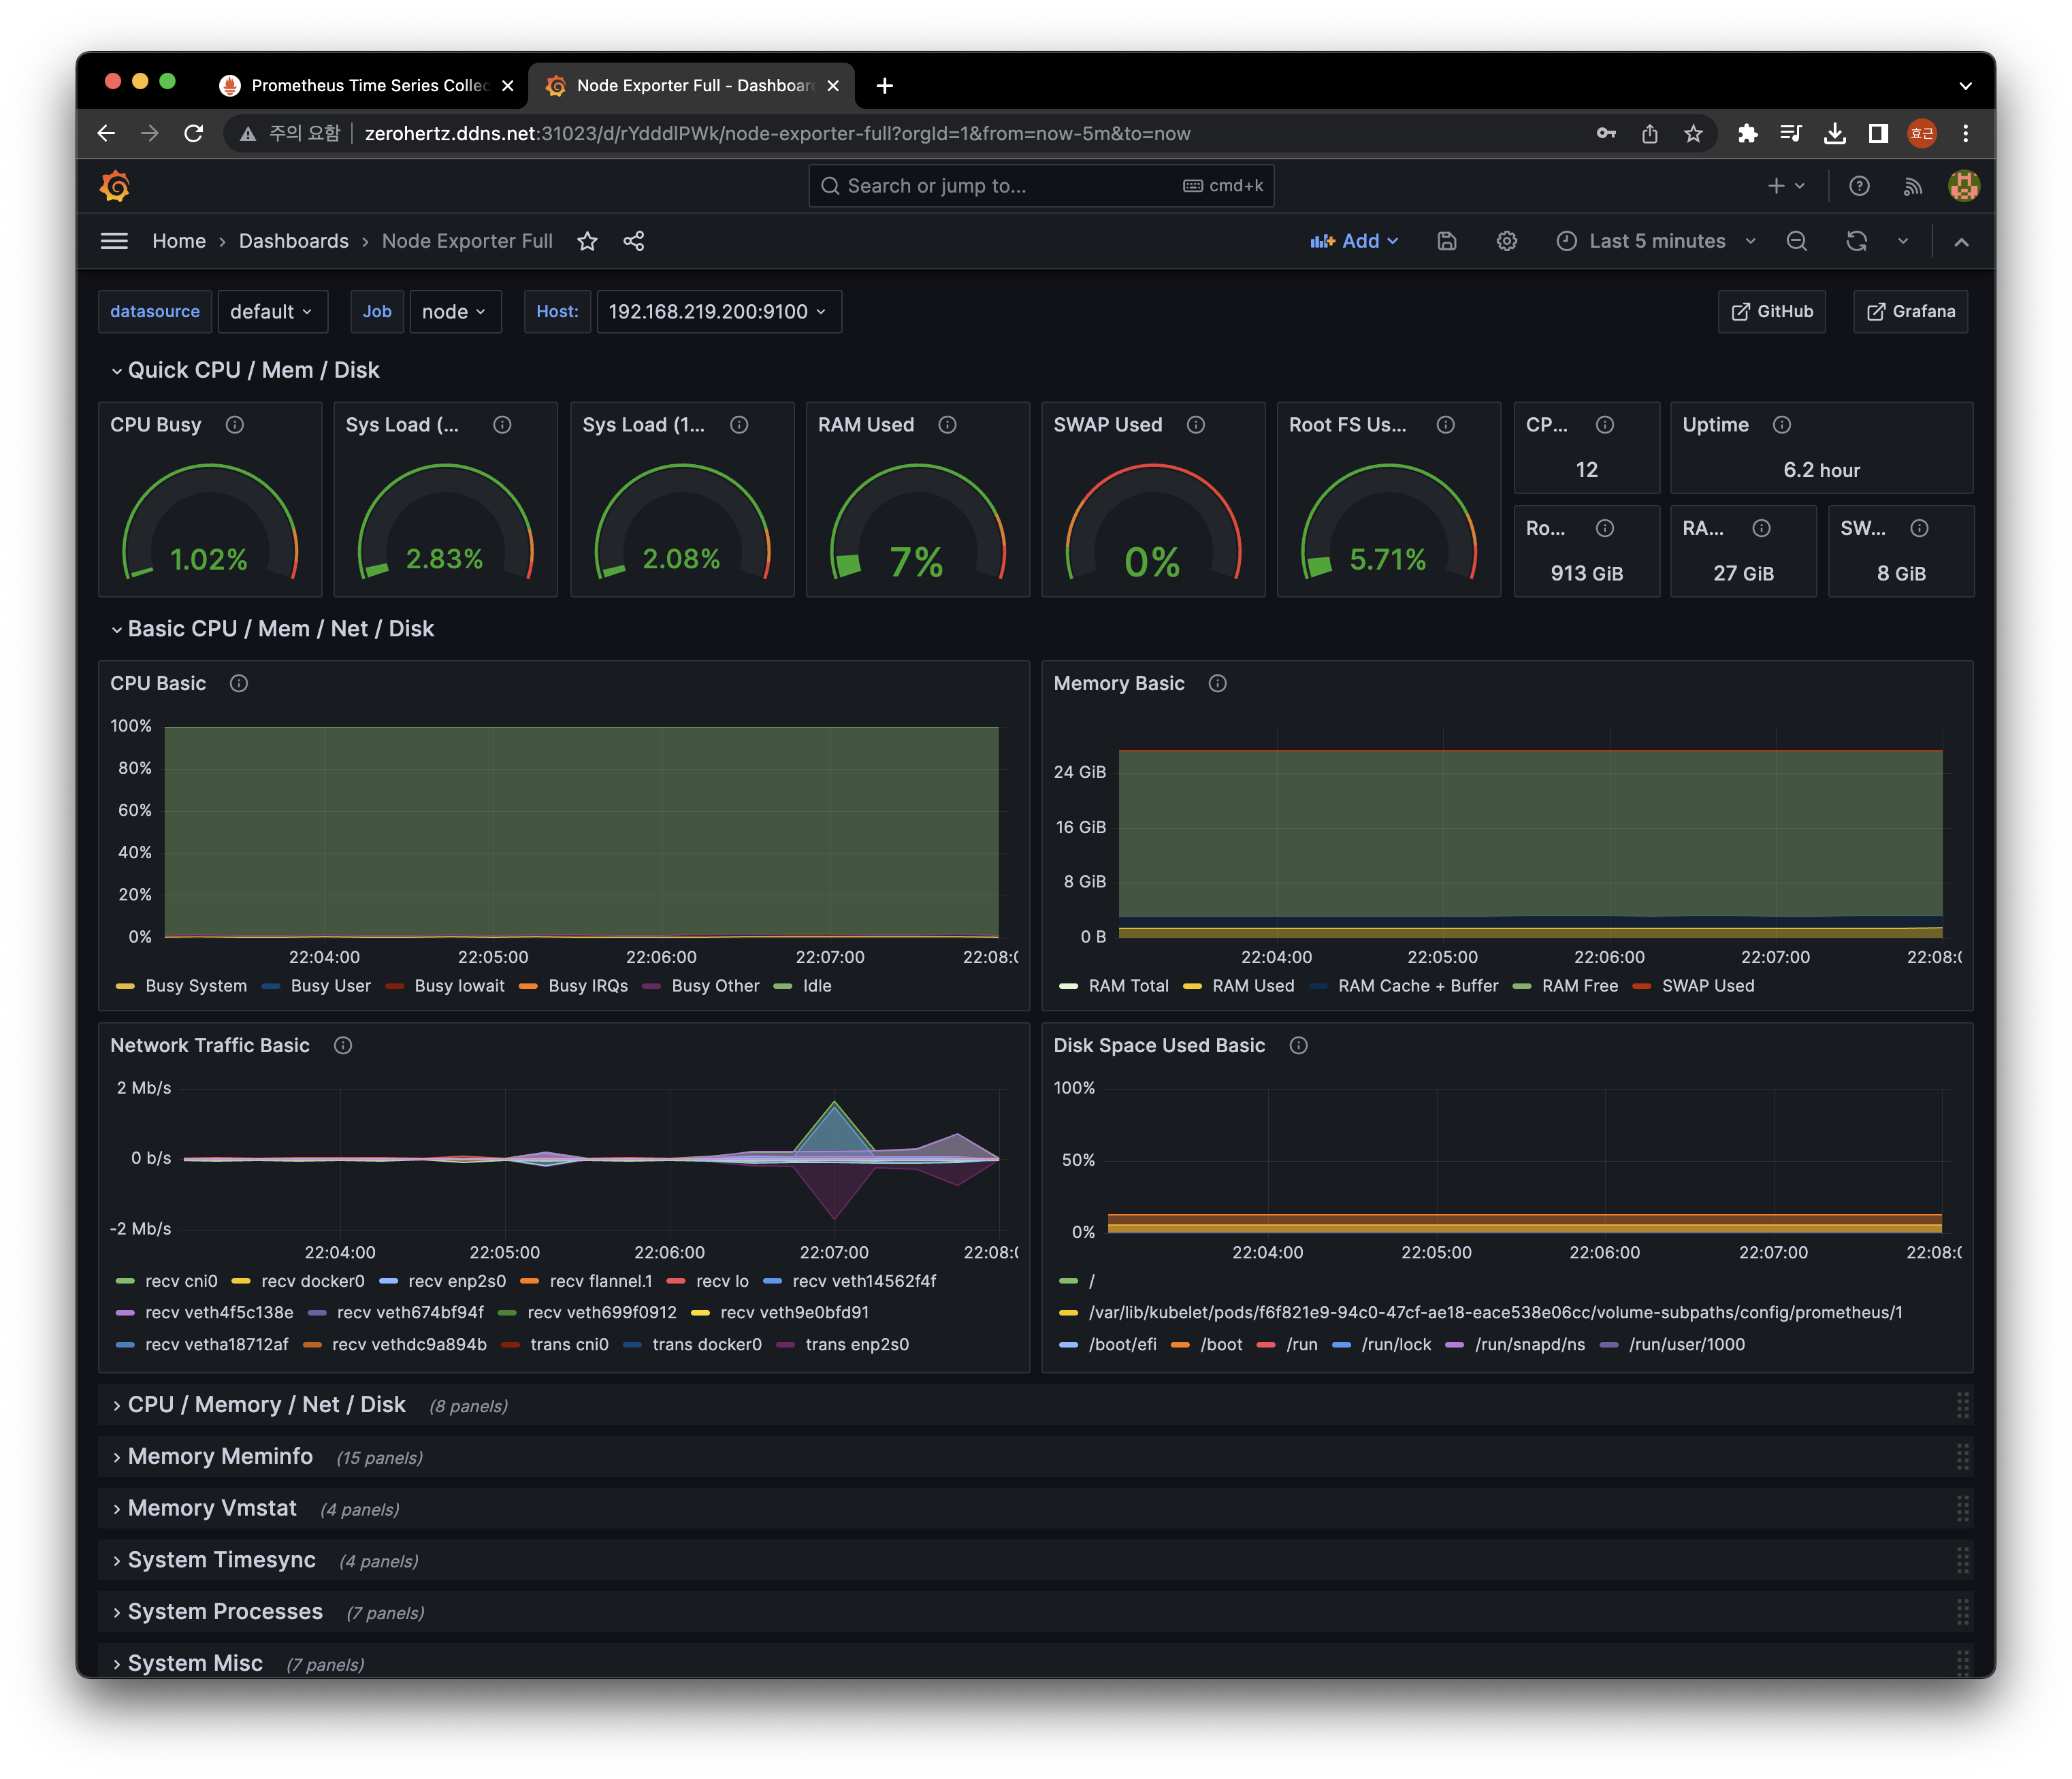 Prometheus Time Series Collec
Node Exporter Full - Dashboar
주의 요함 zerohertz.ddns.net:31023/d/rYdddlPWk/node-exporter-full?orgId=1&from=now-5m&to=now 효근
Search or jump to... cmd+k
Home › Dashboards › Node Exporter Full Add Last 5 minutes
datasource default Job node Host: 192.168.219.200:9100 GitHub Grafana
Quick CPU / Mem / Disk
CPU Busy Sys Load (... Sys Load (1... RAM Used SWAP Used Root FS Us... CP... Uptime
12 6.2 hour
1.02% 2.83% 2.08% 7% 0% 5.71%
Ro... RA... SW...
913 GiB 27 GiB 8 GiB
Basic CPU / Mem / Net / Disk
CPU Basic
100%
80%
60%
40%
20%
0%
22:04:00 22:05:00 22:06:00 22:07:00 22:08:0
Busy System Busy User Busy Iowait Busy IRQs Busy Other Idle
Memory Basic
24 GiB
16 GiB
8 GiB
0 B
22:04:00 22:05:00 22:06:00 22:07:00 22:08:0
RAM Total RAM Used RAM Cache + Buffer RAM Free SWAP Used
Network Traffic Basic
2 Mb/s
0 b/s
-2 Mb/s
22:04:00 22:05:00 22:06:00 22:07:00 22:08:0
recv cni0 recv docker0 recv enp2s0 recv flannel.1 recv lo recv veth14562f4f
recv veth4f5c138e recv veth674bf94f recv veth699f0912 recv veth9e0bfd91
recv vetha18712af recv vethdc9a894b trans cni0 trans docker0 trans enp2s0
Disk Space Used Basic
100%
50%
0%
22:04:00 22:05:00 22:06:00 22:07:00 22:08:0
/
/var/lib/kubelet/pods/f6f821e9-94c0-47cf-ae18-eace538e06cc/volume-subpaths/config/prometheus/1
/boot/efi /boot /run /run/lock /run/snapd/ns /run/user/1000
CPU / Memory / Net / Disk (8 panels)
Memory Meminfo (15 panels)
Memory Vmstat (4 panels)
System Timesync (4 panels)
System Processes (7 panels)
System Misc (7 panels)